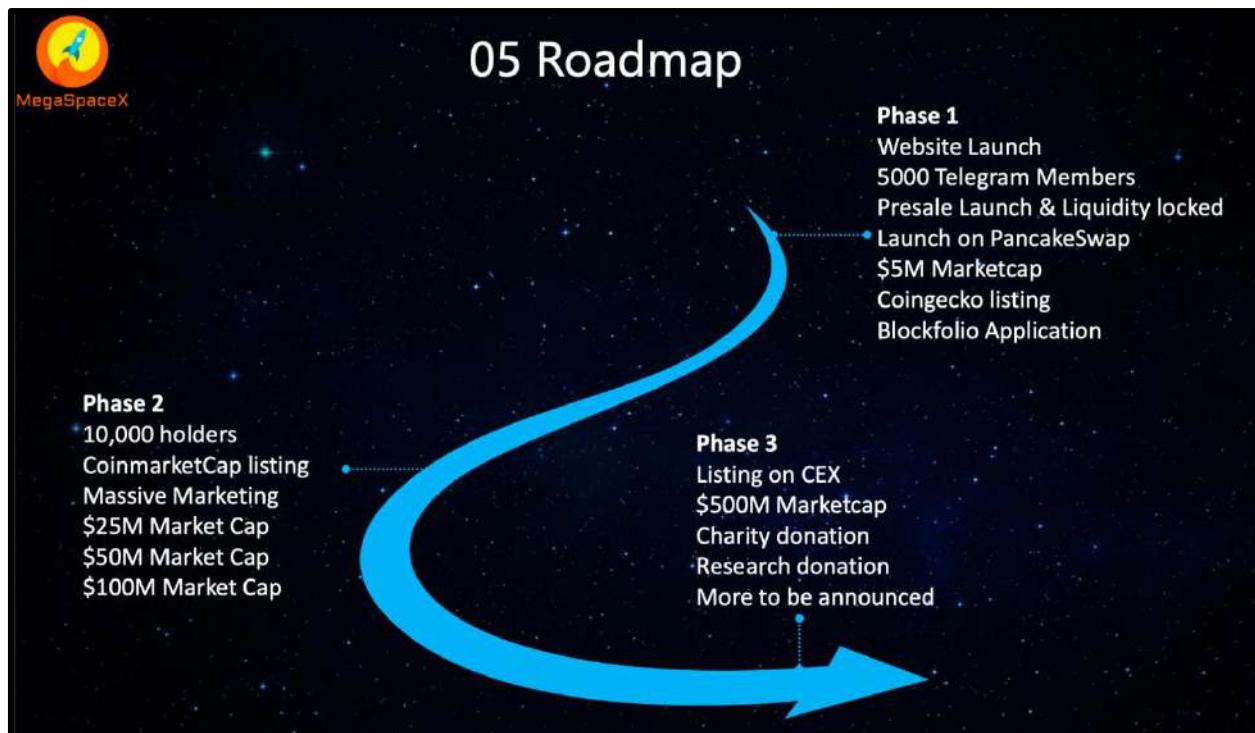 MegaSpaceX
05 Roadmap
Phase 1
Website Launch
5000 Telegram Members
Presale Launch & Liquidity locked
Launch on PancakeSwap
$5M Marketcap
Coingecko listing
Blockfolio Application
Phase 2
10,000 holders
CoinmarketCap listing
Massive Marketing
$25M Market Cap
$50M Market Cap
$100M Market Cap
Phase 3
Listing on CEX
$500M Marketcap
Charity donation
Research donation
More to be announced